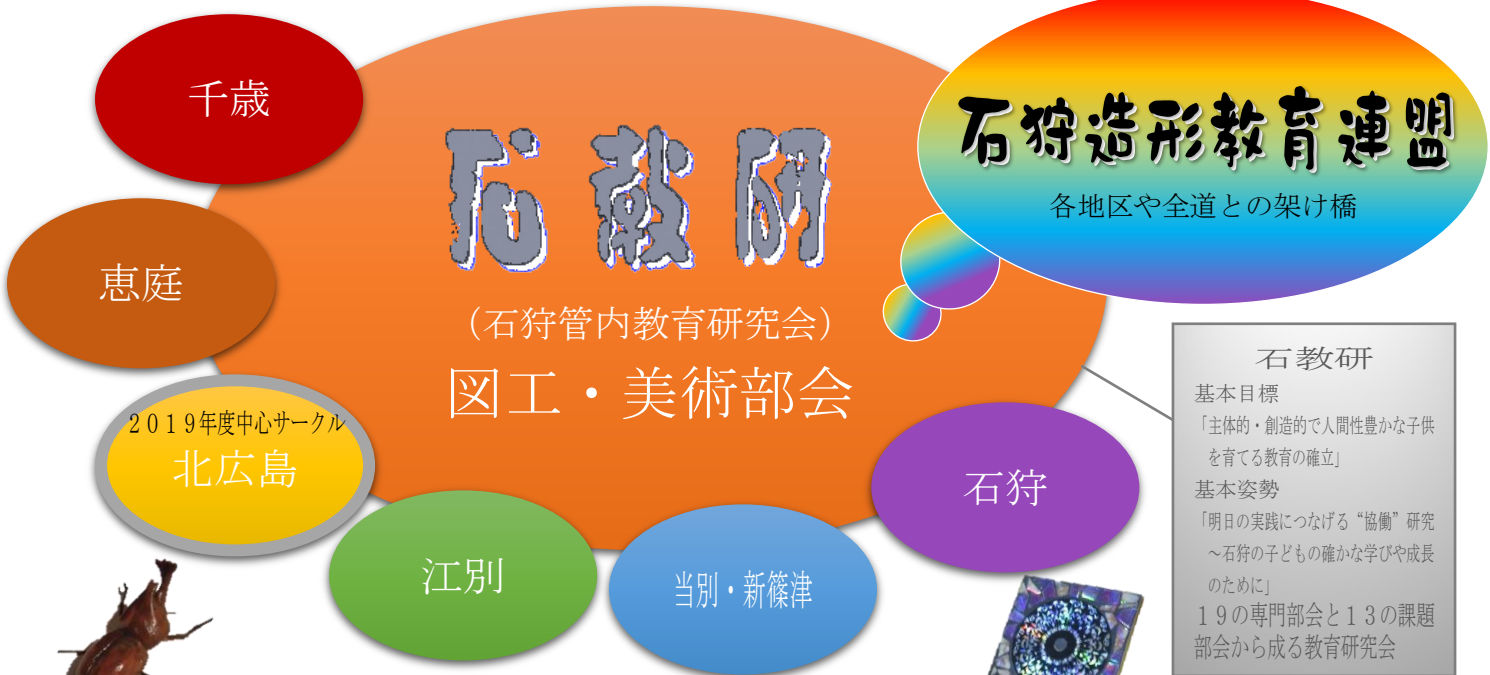 千歳
石教研
石狩造形教育連盟
各地区や全道との架け橋
恵庭
（石狩管内教育研究会）
図工・美術部会
２０１９年度中心サークル
北広島
江別
当別・新篠津
石狩
石教研
基本目標
「主体的・創造的で人間性豊かな子供
を育てる教育の確立」
基本姿勢
「明日の実践につなげる“協働”研究
～石狩の子どもの確かな学びや成長
のために」
１９の専門部会と１３の課題
部会から成る教育研究会